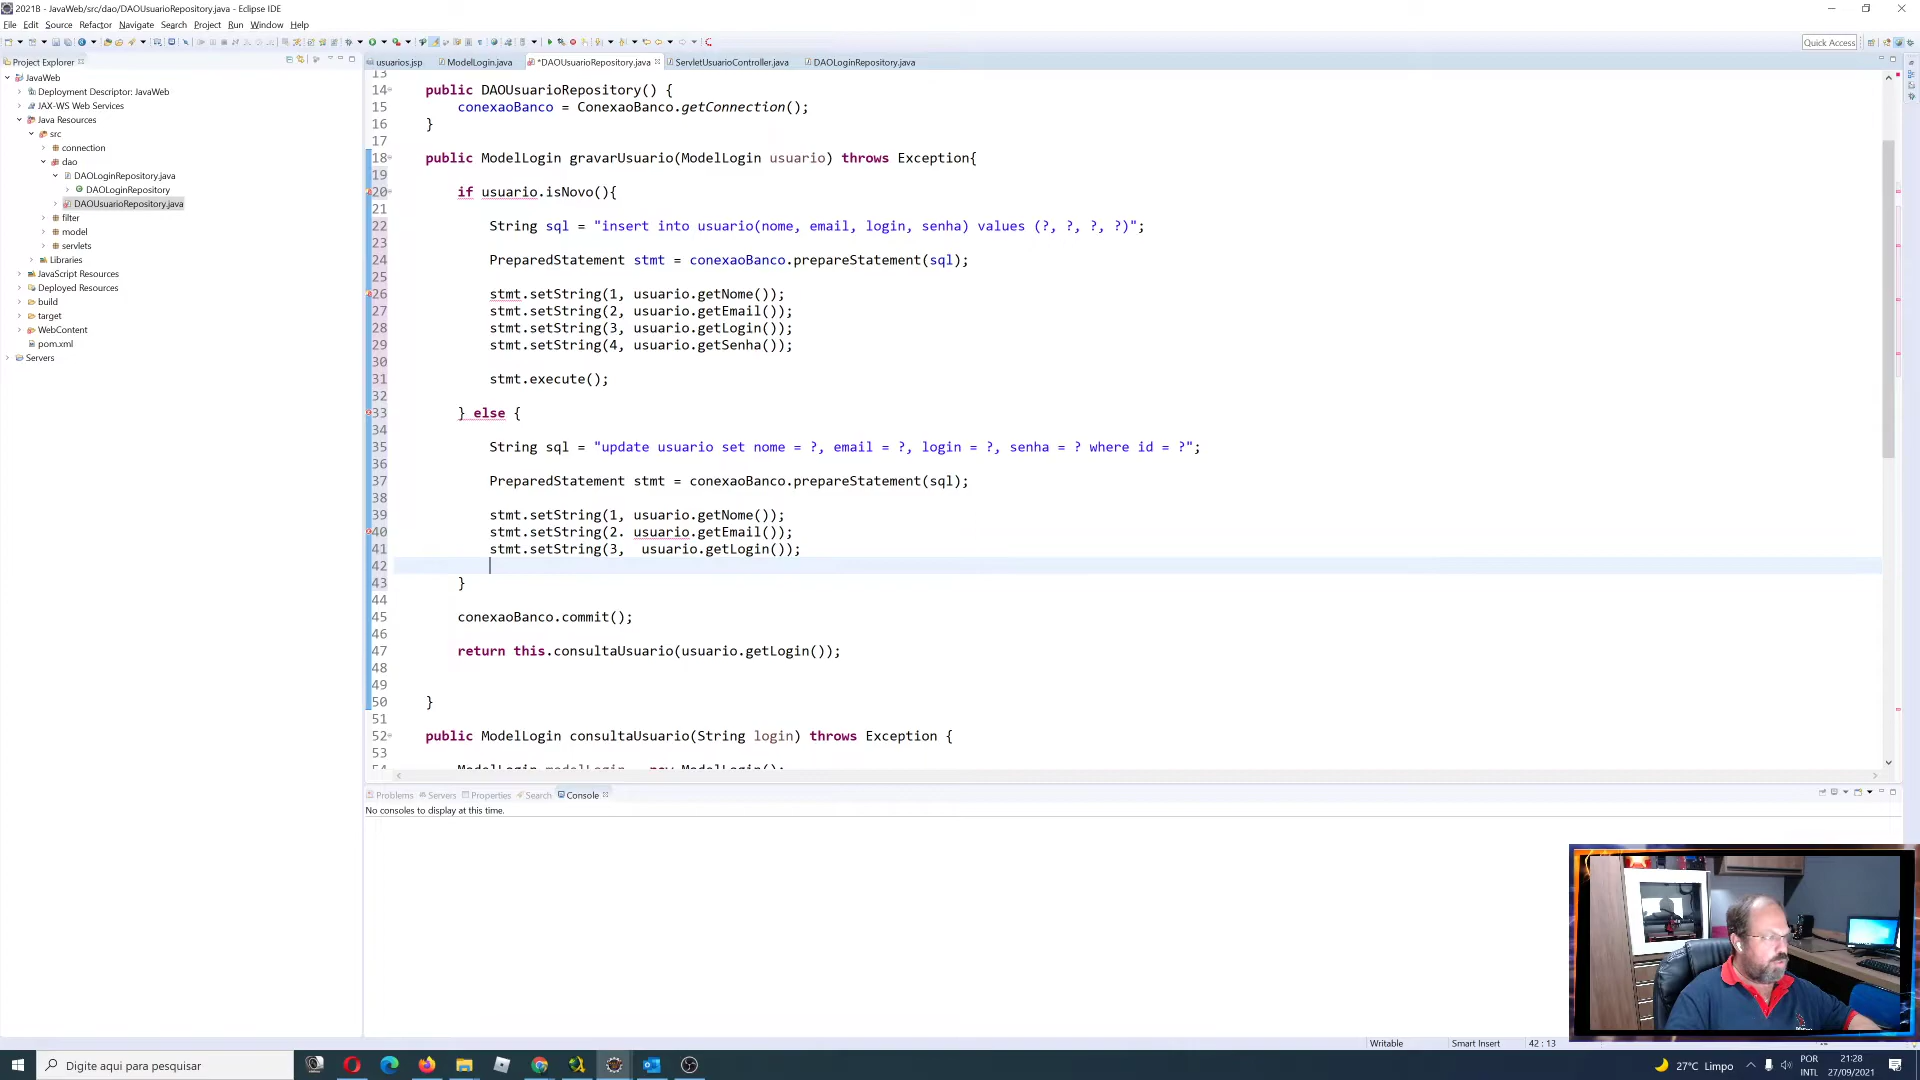 2021B - JavaWeb/src/dao/DAOUsuarioRepository.java - Eclipse IDE
File Edit Source Refactor Navigate Search Project Run Window Help
Quick Access
Project Explorer
JavaWeb
Deployment Descriptor: JavaWeb
JAX-WS Web Services
Java Resources
src
connection
dao
DAOLoginRepository.java
DAOLoginRepository
DAOUsuarioRepository.java
filter
model
servlets
Libraries
JavaScript Resources
Deployed Resources
build
target
WebContent
pom.xml
Servers
usuarios.jsp ModelLogin.java *DAOUsuarioRepository.java ServletUsuarioController.java DAOLoginRepository.java
13
14 public DAOUsuarioRepository() {
15 conexaoBanco = ConexaoBanco.getConnection();
16 }
17
18 public ModelLogin gravarUsuario(ModelLogin usuario) throws Exception{
19
20 if usuario.isNovo(){
21
22 String sql = "insert into usuario(nome, email, login, senha) values (?, ?, ?, ?)";
23
24 PreparedStatement stmt = conexaoBanco.prepareStatement(sql);
25
26 stmt.setString(1, usuario.getNome());
27 stmt.setString(2, usuario.getEmail());
28 stmt.setString(3, usuario.getLogin());
29 stmt.setString(4, usuario.getSenha());
30
31 stmt.execute();
32
33 } else {
34
35 String sql = "update usuario set nome = ?, email = ?, login = ?, senha = ? where id = ?";
36
37 PreparedStatement stmt = conexaoBanco.prepareStatement(sql);
38
39 stmt.setString(1, usuario.getNome());
40 stmt.setString(2. usuario.getEmail());
41 stmt.setString(3,  usuario.getLogin());
42
43 }
44
45 conexaoBanco.commit();
46
47 return this.consultaUsuario(usuario.getLogin());
48
49
50 }
51
52 public ModelLogin consultaUsuario(String login) throws Exception {
53
54 ModelLogin modelLogin = new ModelLogin();
Problems Servers Properties Search Console
No consoles to display at this time.
Writable Smart Insert 42 : 13
Digite aqui para pesquisar
27°C Limpo
POR
INTL
21:28
27/09/2021